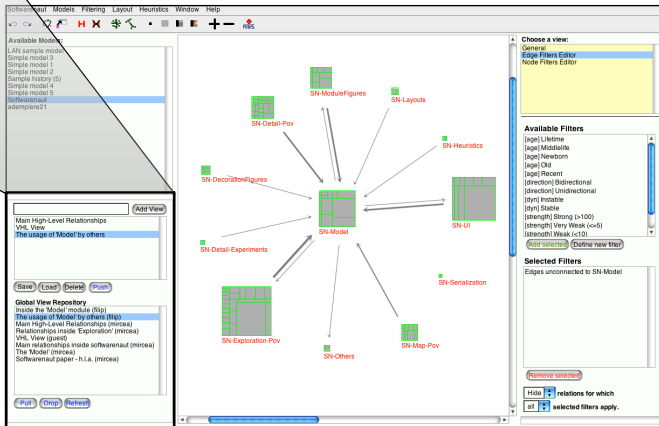 Softwarenaut Models Filtering Layout Heuristics Window Help
Available Models:
LAN sample model
Simple model 3
Simple model 1
Simple model 2
Sample history (5)
Simple model 4
Simple model 5
Softwarenaut
adempiere21
Add View
Main High-Level Relationships
VHL View
The usage of 'Model' by others
Save Load Delete Push
Global View Repository
Inside the 'Model' module (filip)
The usage of 'Model' by others (filip)
Main High-Level Relationships (mircea)
Relationships inside 'Exploration' (mircea)
VHL View (guest)
Main relationships inside softwarenaut (mircea)
The 'Model' (mircea)
Softwarenaut paper - h.l.a. (mircea)
Pull Drop Refresh
SN-ModuleFigures
SN-Layouts
SN-Detail-Pov
SN-Heuristics
SN-DecorationFigures
SN-Model
SN-UI
SN-Detail-Experiments
SN-Serialization
SN-Exploration-Pov
SN-Others
SN-Map-Pov
Choose a view:
General
Edge Filters Editor
Node Filters Editor
Available Filters
[age] Lifetime
[age] Middlelife
[age] Newborn
[age] Old
[age] Recent
[direction] Bidirectional
[direction] Unidirectional
[dyn] Instable
[dyn] Stable
[strength] Strong (>100)
[strength] Very Weak (<=5)
[strength] Weak (<10)
Add selected Define new filter
Selected Filters
Edges unconnected to SN-Model
Remove selected
Hide relations for which
all selected filters apply.